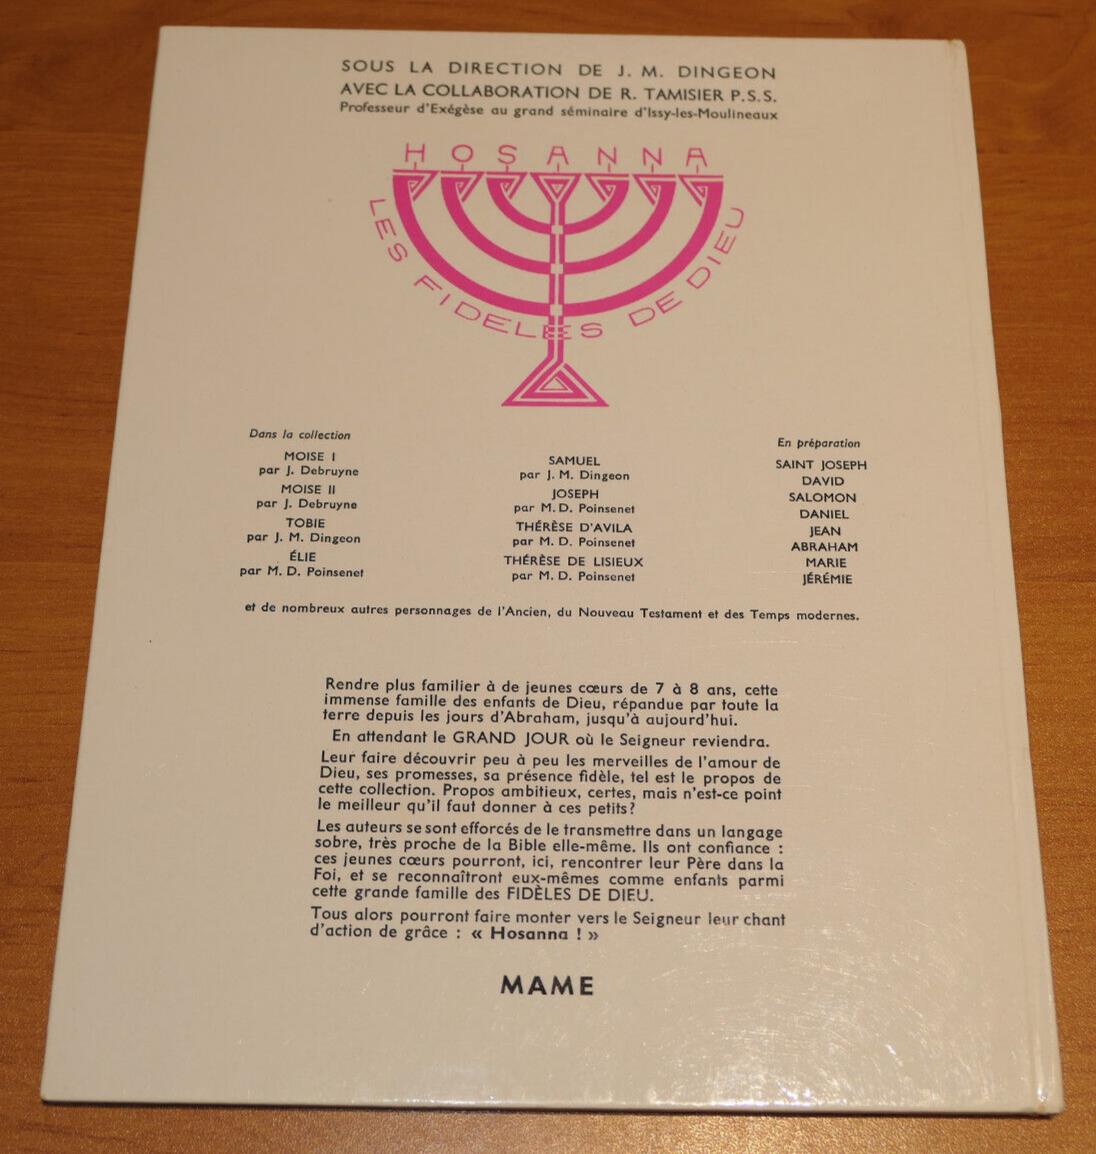 SOUS LA DIRECTION DE J. M. DINGEON
AVEC LA COLLABORATION DE R. TAMISIER P.S.S.
Professeur d'Exégèse au grand séminaire d'Issy-les-Moulineaux
HOSANNA
LES FIDELES DE DIEU
Dans la collection
MOISE I
par J. Debruyne
MOISE II
par J. Debruyne
TOBIE
par J. M. Dingeon
ÉLIE
par M. D. Poinsenet
SAMUEL
par J. M. Dingeon
JOSEPH
par M. D. Poinsenet
THÉRÈSE D'AVILA
par M. D. Poinsenet
THÉRÈSE DE LISIEUX
par M. D. Poinsenet
En préparation
SAINT JOSEPH
DAVID
SALOMON
DANIEL
JEAN
ABRAHAM
MARIE
JÉRÉMIE
et de nombreux autres personnages de l'Ancien, du Nouveau Testament et des Temps modernes.
Rendre plus familier à de jeunes cœurs de 7 à 8 ans, cette
immense famille des enfants de Dieu, répandue par toute la
terre depuis les jours d'Abraham, jusqu'à aujourd'hui.
En attendant le GRAND JOUR où le Seigneur reviendra.
Leur faire découvrir peu à peu les merveilles de l'amour de
Dieu, ses promesses, sa présence fidèle, tel est le propos de
cette collection. Propos ambitieux, certes, mais n'est-ce point
le meilleur qu'il faut donner à ces petits?
Les auteurs se sont efforcés de le transmettre dans un langage
sobre, très proche de la Bible elle-même. Ils ont confiance :
ces jeunes cœurs pourront, ici, rencontrer leur Père dans la
Foi, et se reconnaîtront eux-mêmes comme enfants parmi
cette grande famille des FIDÈLES DE DIEU.
Tous alors pourront faire monter vers le Seigneur leur chant
d'action de grâce : « Hosanna ! »
MAME